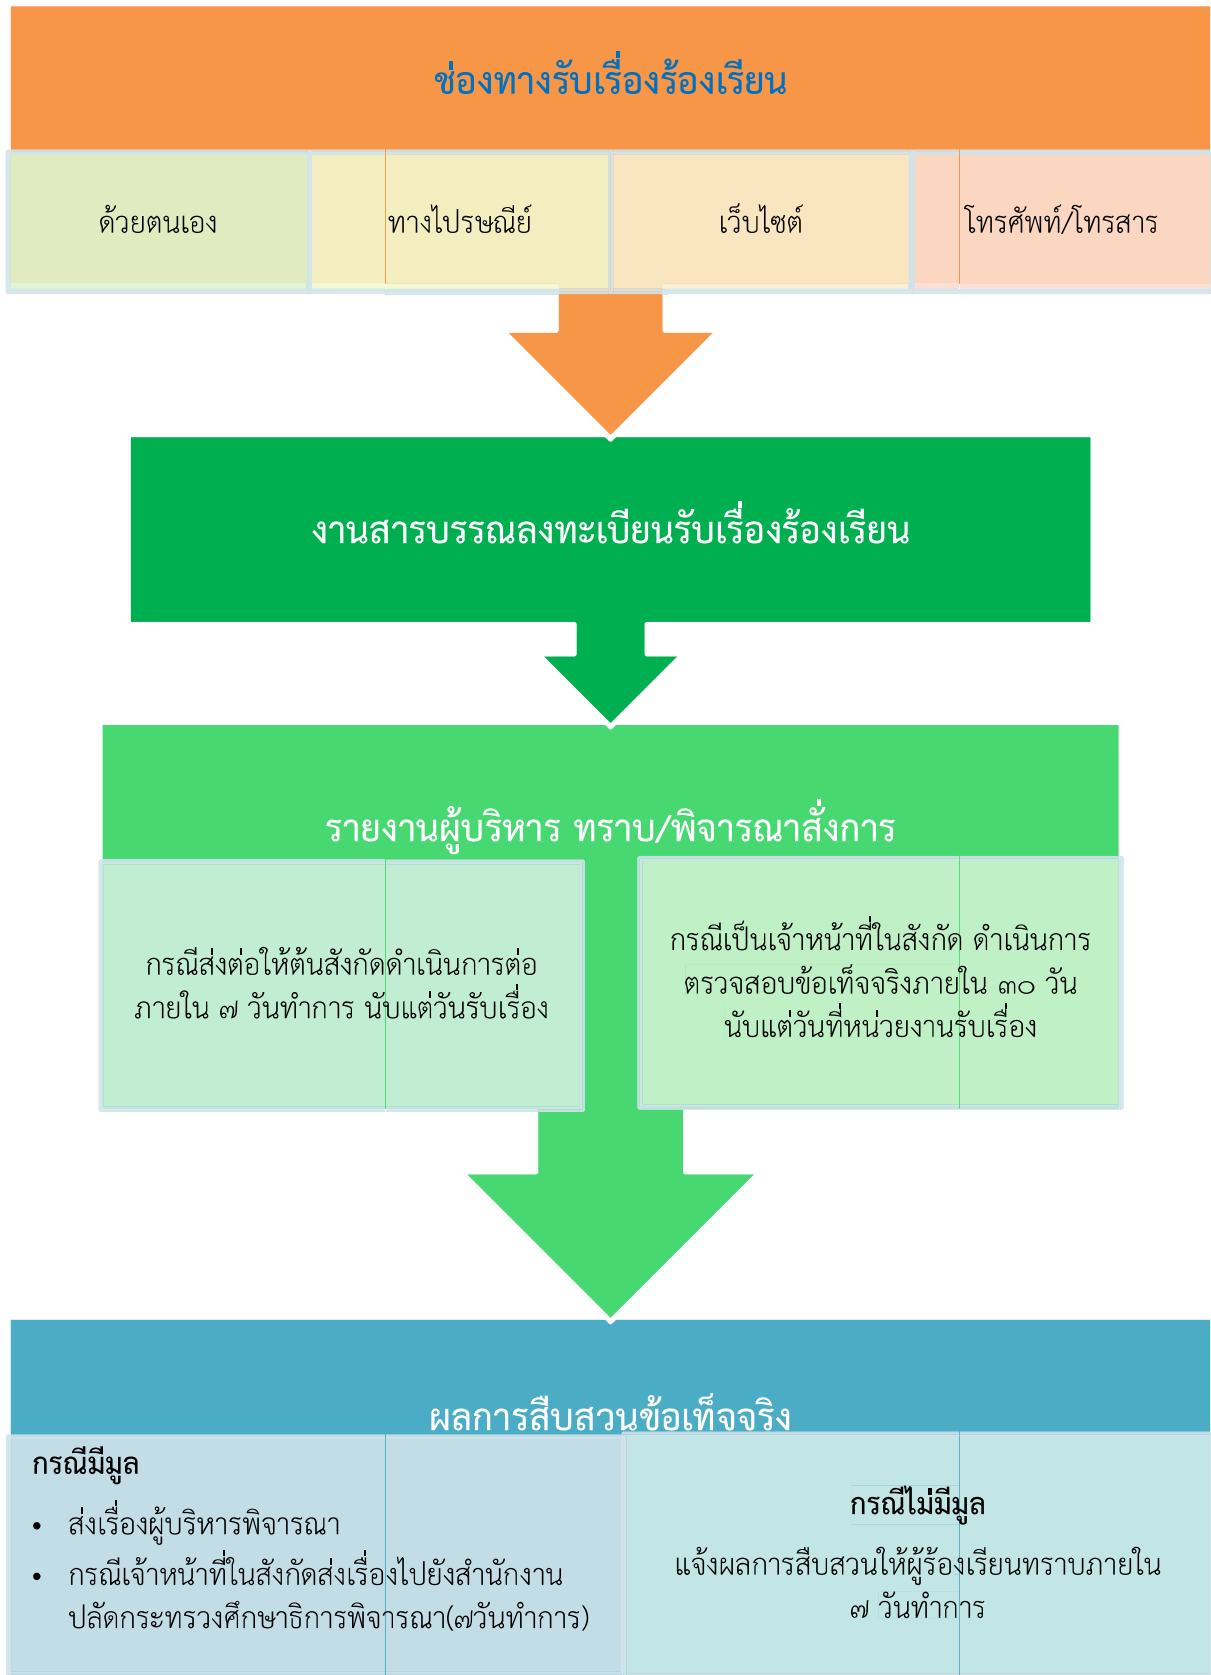 ช่องทางรับเรื่องร้องเรียน
ด้วยตนเอง
ทางไปรษณีย์
เว็บไซต์
โทรศัพท์/โทรสาร
งานสารบรรณลงทะเบียนรับเรื่องร้องเรียน
รายงานผู้บริหาร ทราบ/พิจารณาสั่งการ
กรณีส่งต่อให้ต้นสังกัดดำเนินการต่อ
ภายใน ๗ วันทำการ นับแต่วันรับเรื่อง
กรณีเป็นเจ้าหน้าที่ในสังกัด ดำเนินการ
ตรวจสอบข้อเท็จจริงภายใน ๓๐ วัน
นับแต่วันที่หน่วยงานรับเรื่อง
ผลการสืบสวนข้อเท็จจริง
กรณีมีมูล
• ส่งเรื่องผู้บริหารพิจารณา
• กรณีเจ้าหน้าที่ในสังกัดส่งเรื่องไปยังสำนักงาน
ปลัดกระทรวงศึกษาธิการพิจารณา(๗วันทำการ)
กรณีไม่มีมูล
แจ้งผลการสืบสวนให้ผู้ร้องเรียนทราบภายใน
๗ วันทำการ